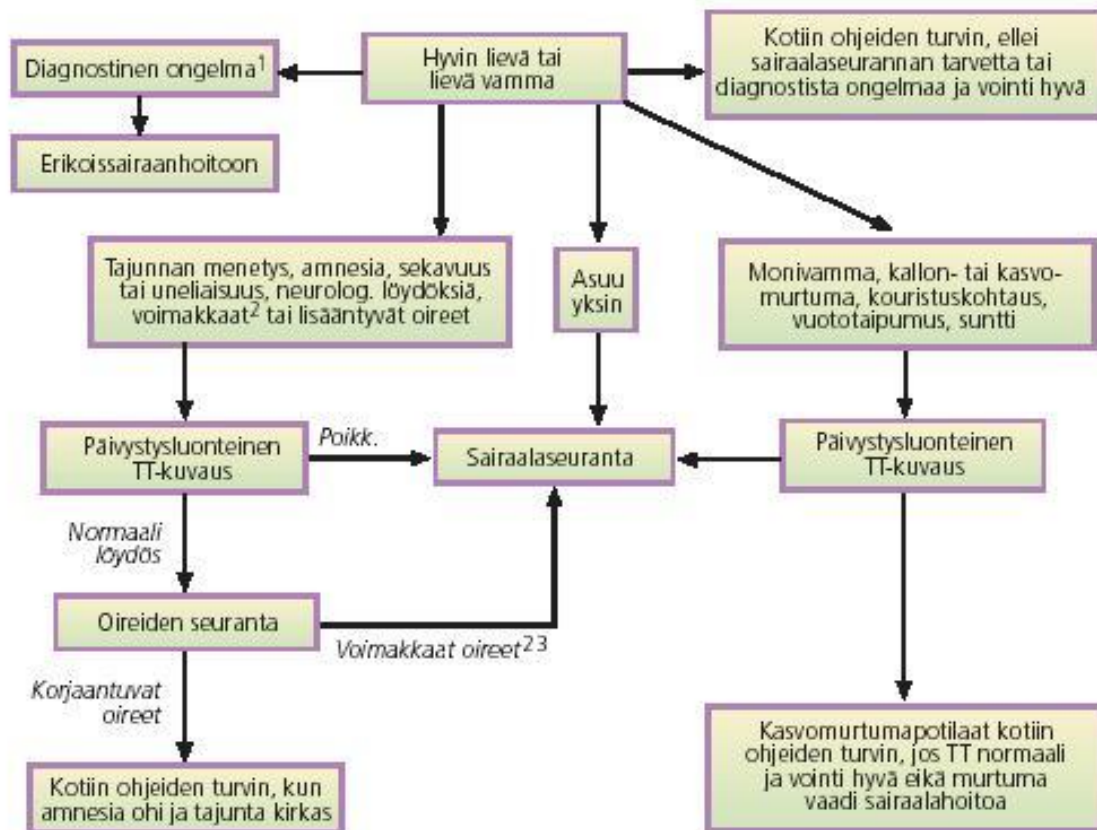 Diagnostinen ongelma1
Hyvin lievä tai
lievä vamma
Kotiin ohjeiden turvin, ellei
sairaalaseurannan tarvetta tai
diagnostista ongelmaa ja vointi hyvä
Erikoissairaanhoitoon
Tajunnan menetys, amnesia, sekavuus
tai uneliaisuus, neurolog. löydöksiä,
voimakkaat2 tai lisääntyvät oireet
Asuu
yksin
Monivamma, kallon- tai kasvo-
murtuma, kouristuskohtaus,
vuototaipumus, suntti
Päivystysluonteinen
TT-kuvaus
Poikk.
Sairaalaseuranta
Päivystysluonteinen
TT-kuvaus
Normaali
löydös
Oireiden seuranta
Voimakkaat oireet23
Korjaantuvat
oireet
Kotiin ohjeiden turvin, kun
amnesia ohi ja tajunta kirkas
Kasvomurtumapotilaat kotiin
ohjeiden turvin, jos TT normaali
ja vointi hyvä eikä murtuma
vaadi sairaalahoitoa